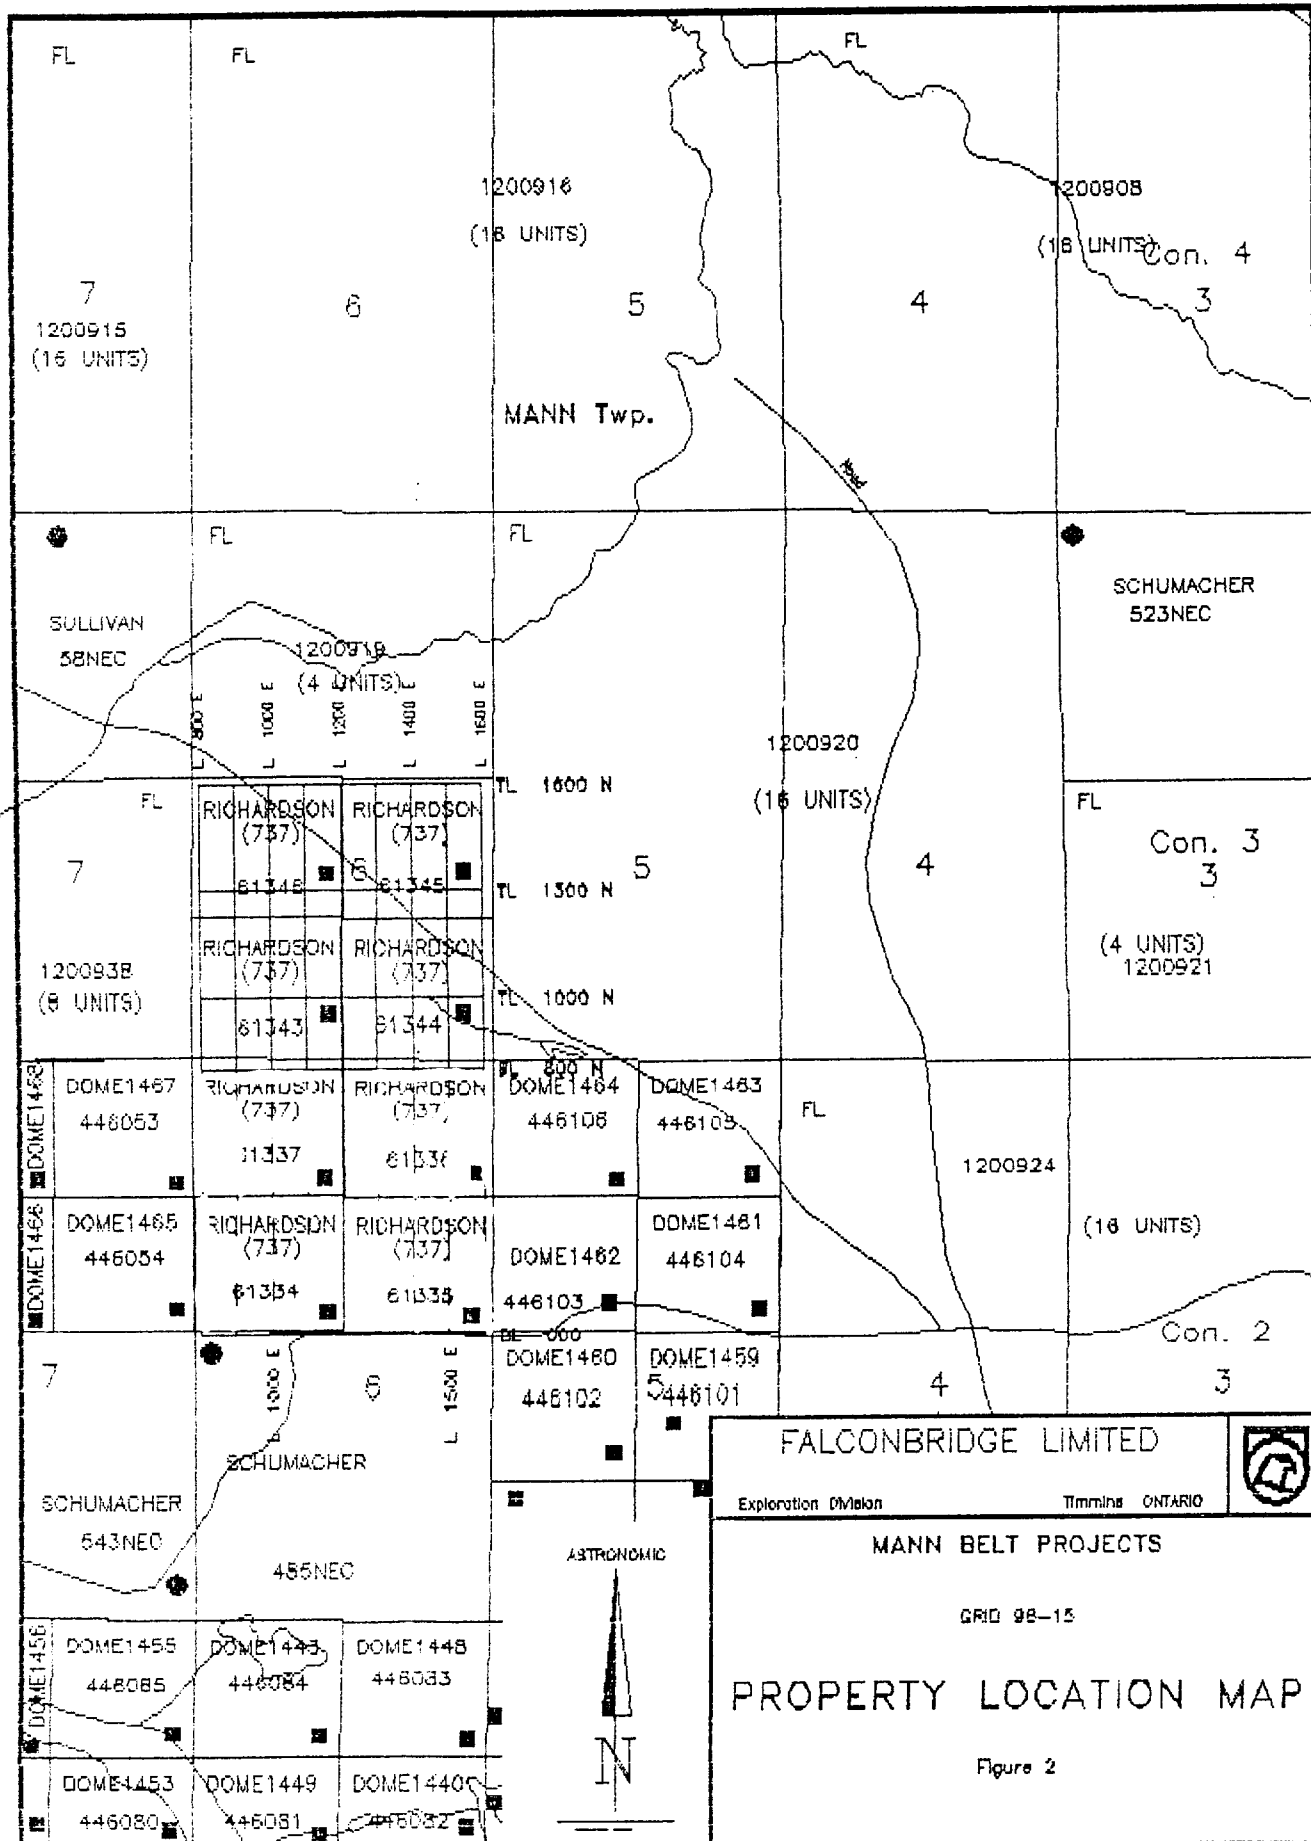 FL
FL
FL
1200916
(16 UNITS)
1200908
(16 UNITS)
Con. 4
7
6
5
4
3
1200915
(16 UNITS)
MANN Twp.
FL
FL
SULLIVAN
58NEC
SCHUMACHER
523NEC
1200919
(4 UNITS)
L 800 E
L 1000 E
L 1200 E
L 1400 E
L 1600 E
1200920
(16 UNITS)
TL 1600 N
FL
FL
RICHARDSON
(737)
61346
RICHARDSON
(737)
61345
7
6
5
4
Con. 3
3
TL 1300 N
RICHARDSON
(737)
61343
RICHARDSON
(737)
61344
1200938
(8 UNITS)
(4 UNITS)
1200921
TL 1000 N
BL 800 N
DOME1468
DOME1467
446053
RICHARDSON
(737)
61337
RICHARDSON
(737)
DOME1464
446106
DOME1463
446105
FL
1200924
(16 UNITS)
DOME1466
DOME1465
446054
RICHARDSON
(737)
61334
RICHARDSON
(737)
61335
DOME1462
446103
DOME1461
446104
BL 000
Con. 2
7
L 1000 E
6
L 1500 E
DOME1460
446102
DOME1459
446101
5
4
3
SCHUMACHER
543NEC
SCHUMACHER
485NEC
FALCONBRIDGE LIMITED
Exploration Division
Timmins ONTARIO
MANN BELT PROJECTS
GRID 98-15
PROPERTY LOCATION MAP
Figure 2
ASTRONOMIC
N
DOME1456
DOME1455
446085
DOME1443
446084
DOME1448
446083
DOME1453
446080
DOME1449
446081
DOME1440
446082